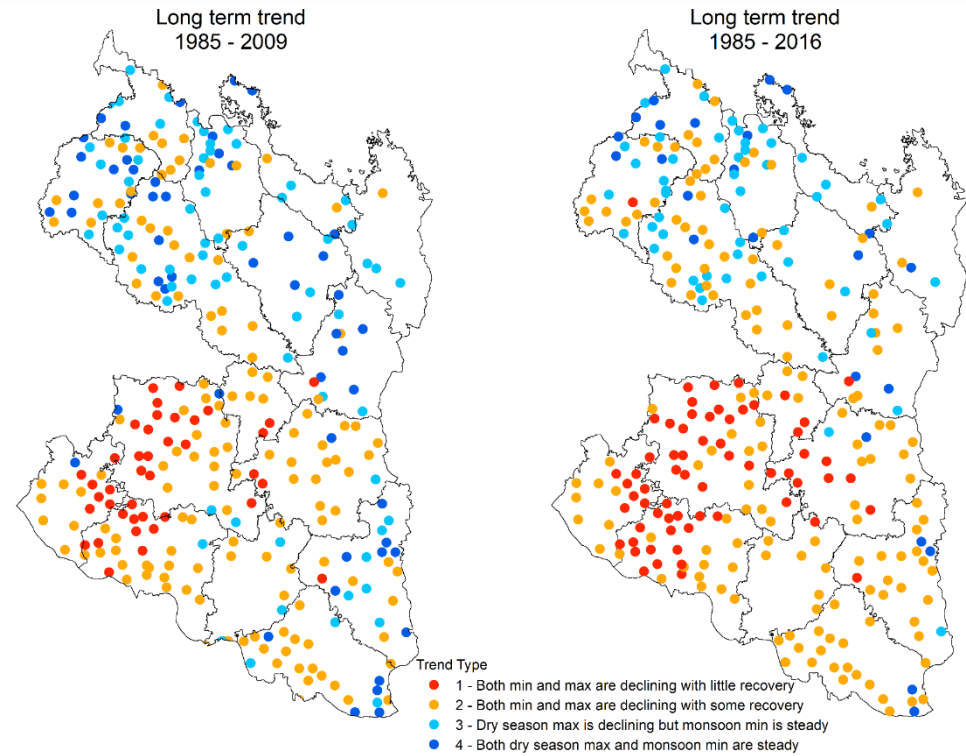 Long term trend
1985 - 2009
Long term trend
1985 - 2016
Trend Type
1 - Both min and max are declining with little recovery
2 - Both min and max are declining with some recovery
3 - Dry season max is declining but monsoon min is steady
4 - Both dry season max and monsoon min are steady